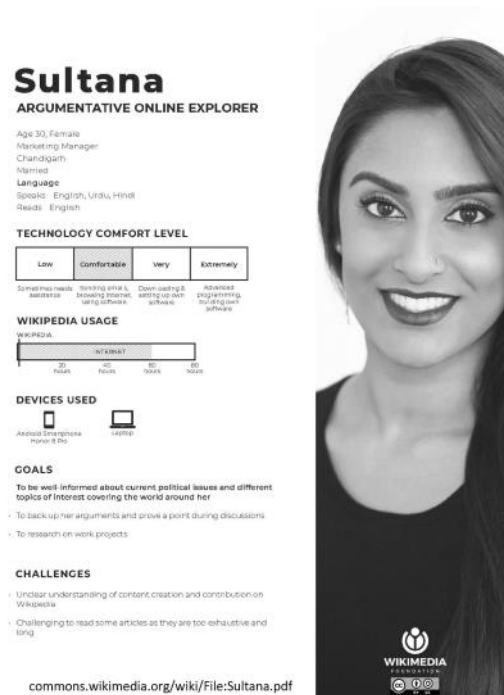 Sultana
ARGUMENTATIVE ONLINE EXPLORER
Age 30, Female
Marketing Manager
Chandigarh
Married
Language
Speaks English, Urdu, Hindi
Reads English
TECHNOLOGY COMFORT LEVEL
Low Comfortable Very Extremely
Sometimes needs assistance
Sending emails, browsing Internet, using software
Downloading & setting up own software
Advanced programming, building own software
WIKIPEDIA USAGE
WIKIPEDIA
INTERNET
20 hours 40 hours 60 hours 80 hours
DEVICES USED
Android Smartphone
Honor 8 Pro
Laptop
GOALS
To be well-informed about current political issues and different
topics of interest covering the world around her
- To back up her arguments and prove a point during discussions
- To research on work projects
CHALLENGES
- Unclear understanding of content creation and contribution on
Wikipedia
- Challenging to read some articles as they are too exhaustive and
long
WIKIMEDIA
FOUNDATION
commons.wikimedia.org/wiki/File:Sultana.pdf